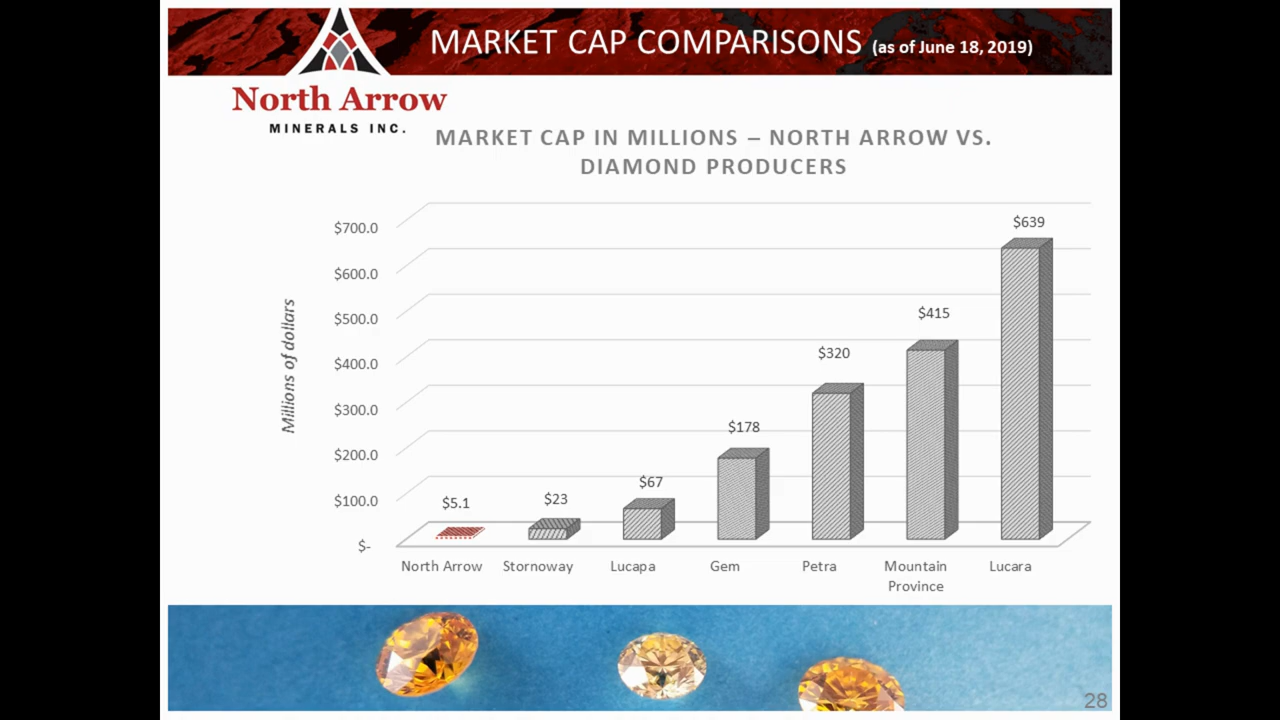 MARKET CAP COMPARISONS (as of June 18, 2019)
North Arrow
MINERALS INC.
MARKET CAP IN MILLIONS – NORTH ARROW VS.
DIAMOND PRODUCERS
Millions of dollars
$700.0
$600.0
$500.0
$400.0
$300.0
$200.0
$100.0
$-
$5.1
$23
$67
$178
$320
$415
$639
North Arrow
Stornoway
Lucapa
Gem
Petra
Mountain
Province
Lucara
28